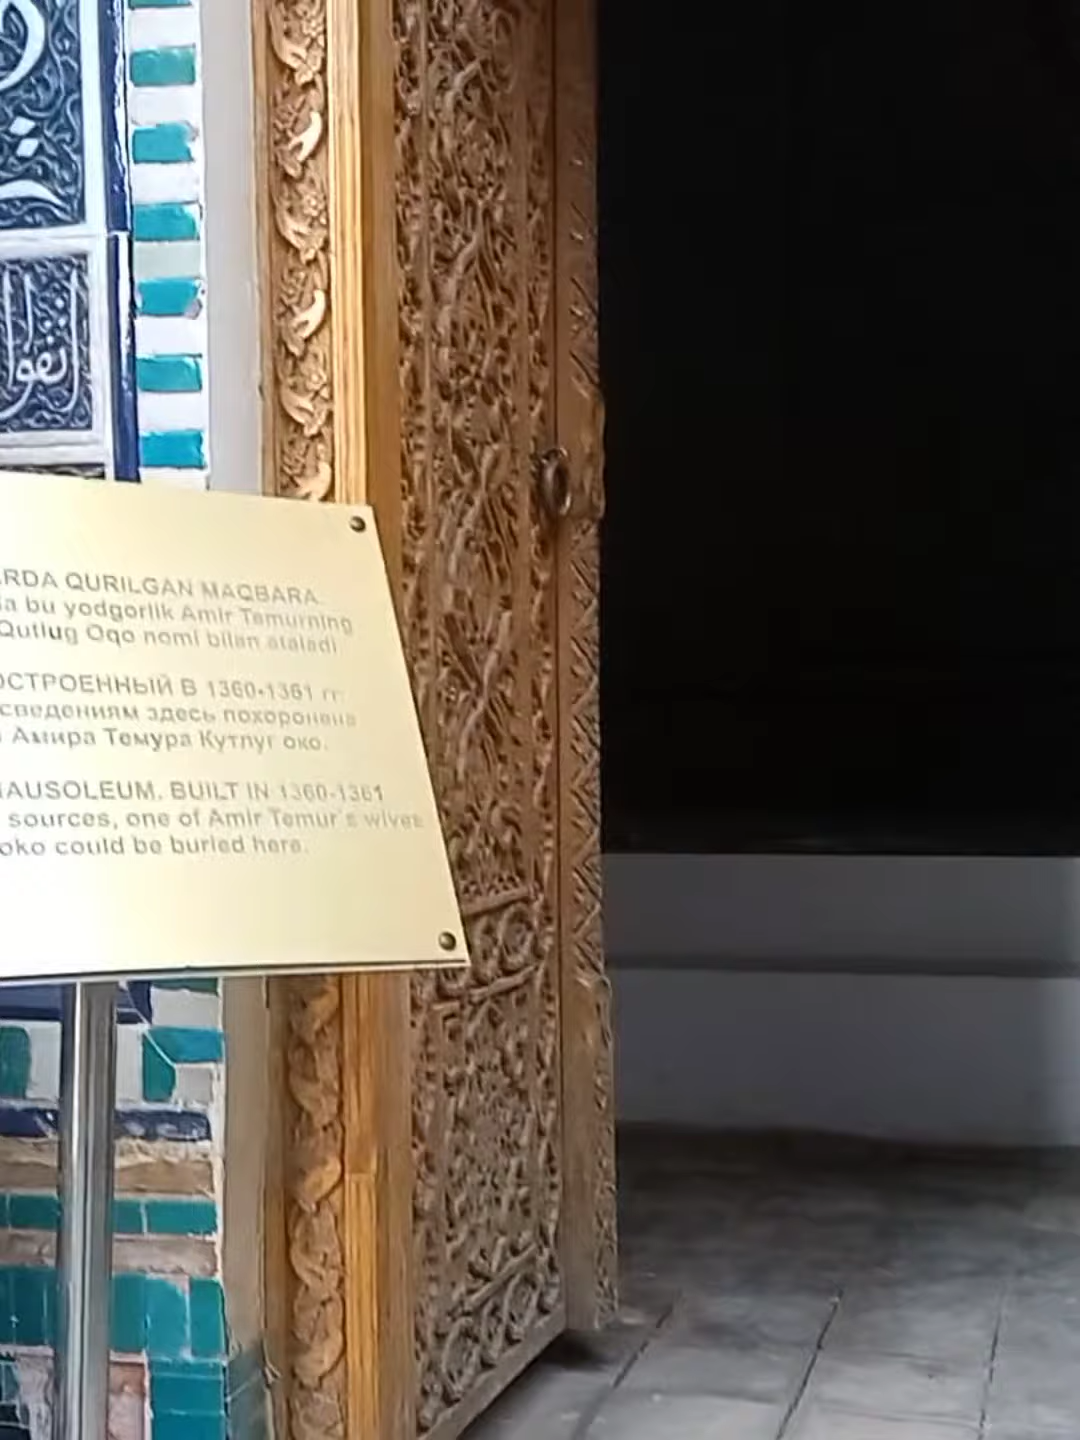 انقوا
RDA QURILGAN MAQBARA.
a bu yodgorlik Amir Temurning
Qutlug Oqo nomi bilan ataladi
ОСТРОЕННЫЙ В 1360-1361 гг.
сведениям здесь похоронена
Амира Темура Кутлуг око.
AUSOLEUM. BUILT IN 1360-1361
sources, one of Amir Temur's wives
oko could be buried here.